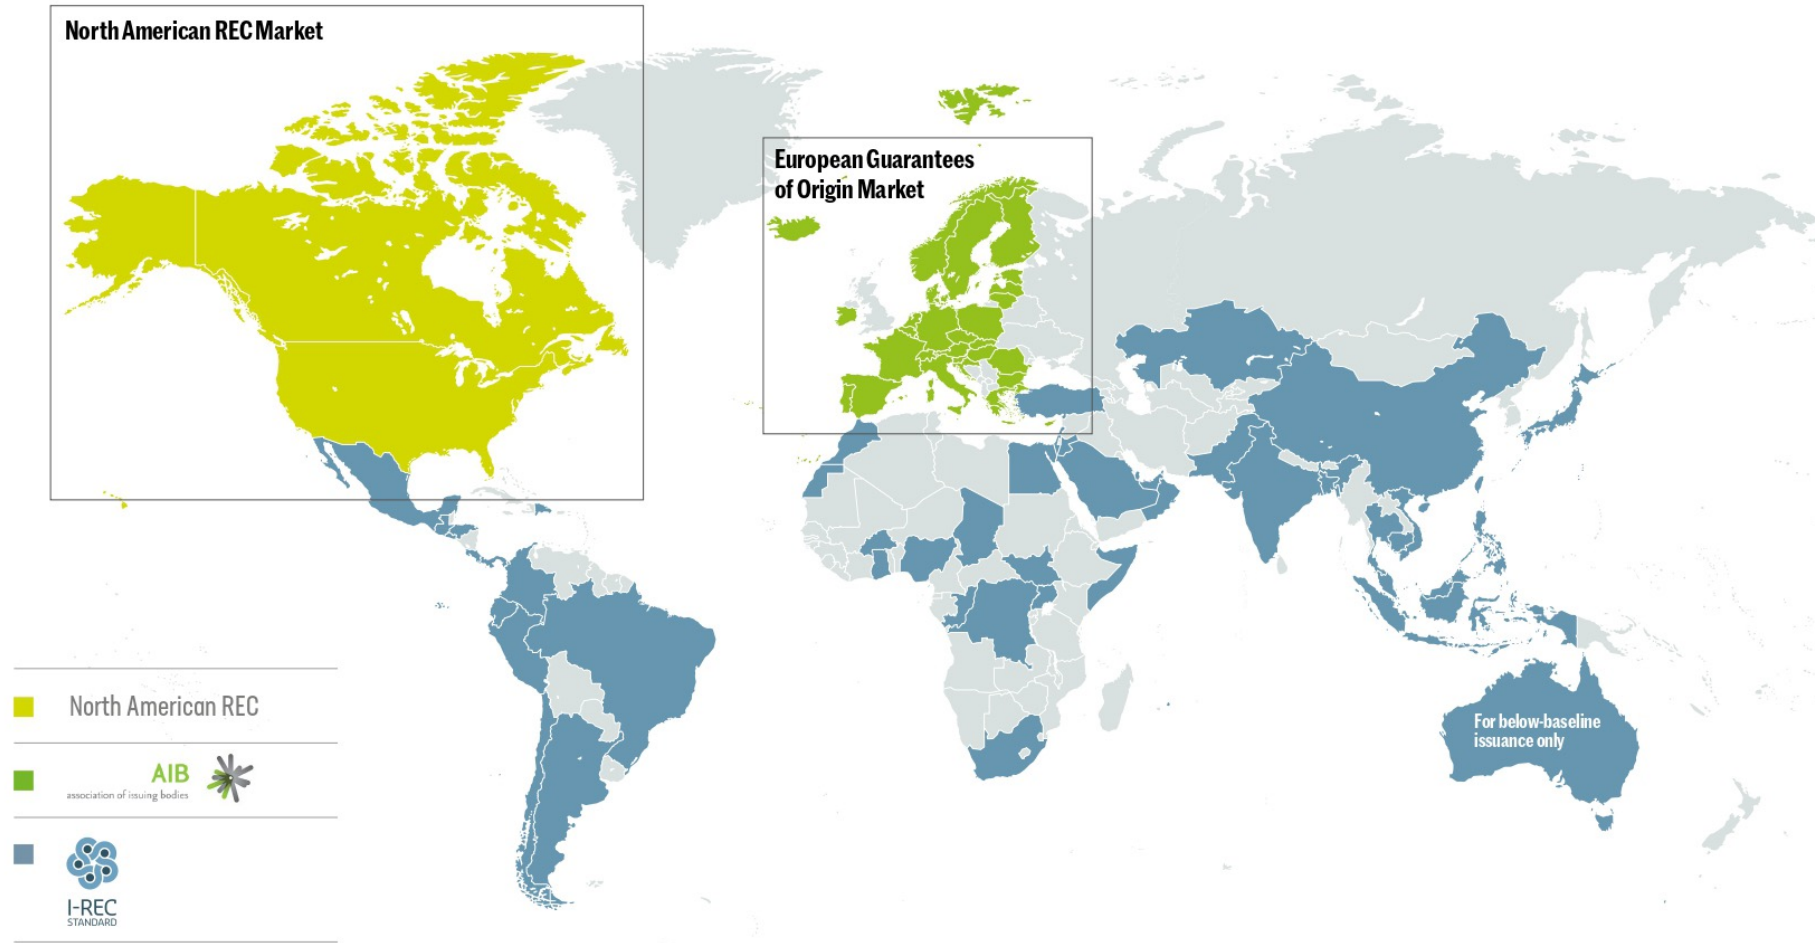 North American REC Market
European Guarantees
of Origin Market
For below-baseline
issuance only
North American REC
AIB
association of issuing bodies
I-REC
STANDARD